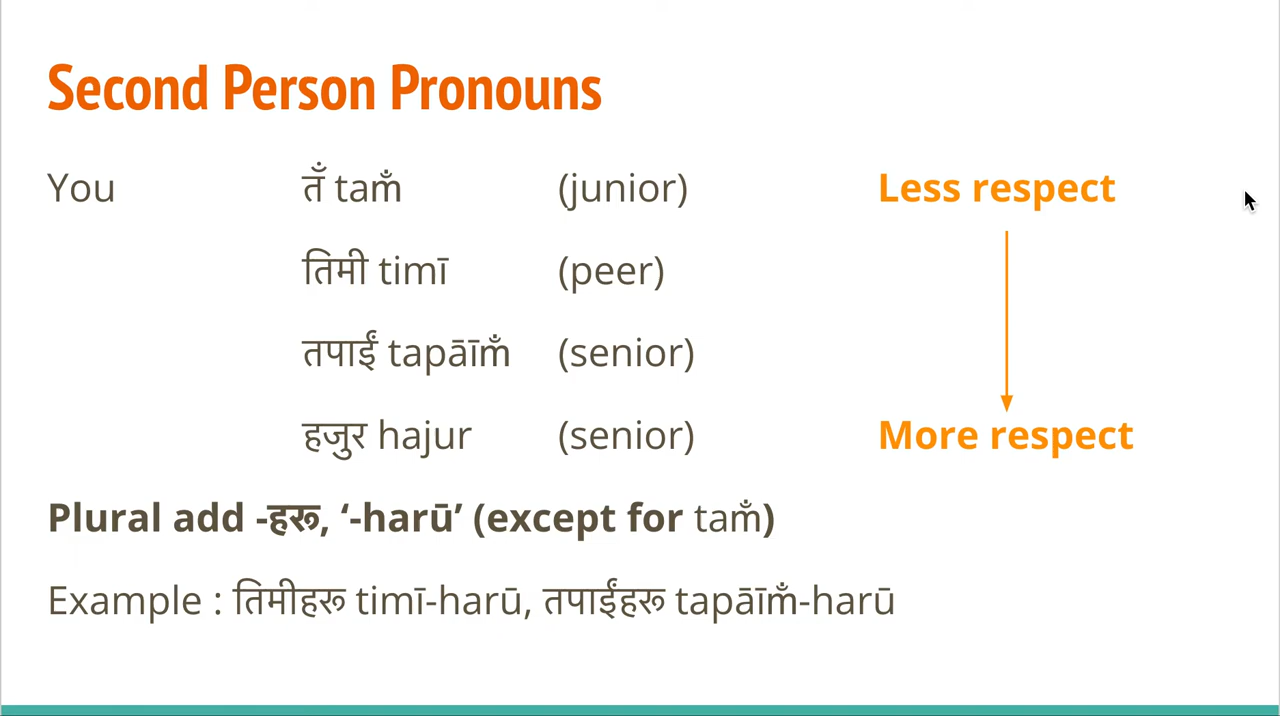 Second Person Pronouns
You तँ tam̐ (junior) Less respect
तिमी timī (peer)
तपाईं tapāīm̐ (senior)
हजुर hajur (senior) More respect
Plural add -हरू, ‘-harū’ (except for tam̐)
Example : तिमीहरू timī-harū, तपाईंहरू tapāīm̐-harū